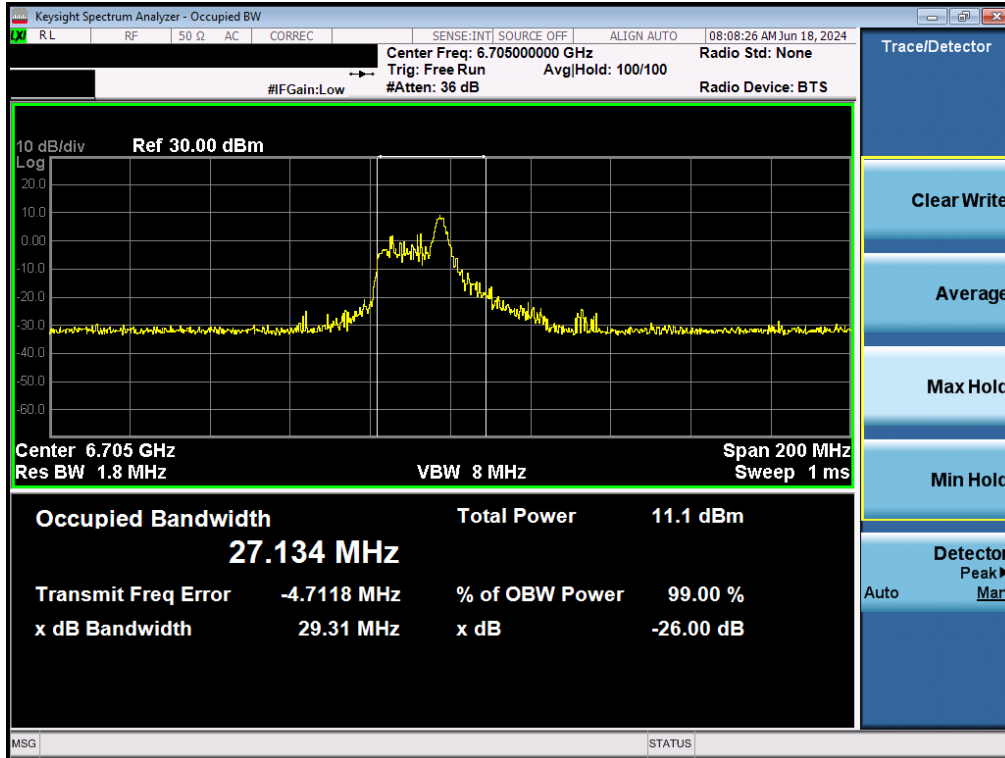 Keysight Spectrum Analyzer - Occupied BW
LXI RL RF 50 Ω AC CORREC SENSE:INT SOURCE OFF ALIGN AUTO 08:08:26 AM Jun 18, 2024
Center Freq: 6.705000000 GHz Radio Std: None
Trig: Free Run Avg|Hold: 100/100
#IFGain:Low #Atten: 36 dB Radio Device: BTS
10 dB/div Ref 30.00 dBm
Log
20.0
10.0
0.00
-10.0
-20.0
-30.0
-40.0
-50.0
-60.0
Center 6.705 GHz Span 200 MHz
Res BW 1.8 MHz VBW 8 MHz Sweep 1 ms
Occupied Bandwidth Total Power 11.1 dBm
27.134 MHz
Transmit Freq Error -4.7118 MHz % of OBW Power 99.00 %
x dB Bandwidth 29.31 MHz x dB -26.00 dB
MSG STATUS
Trace/Detector
Clear Write
Average
Max Hold
Min Hold
Detector
Peak▶
Auto Man